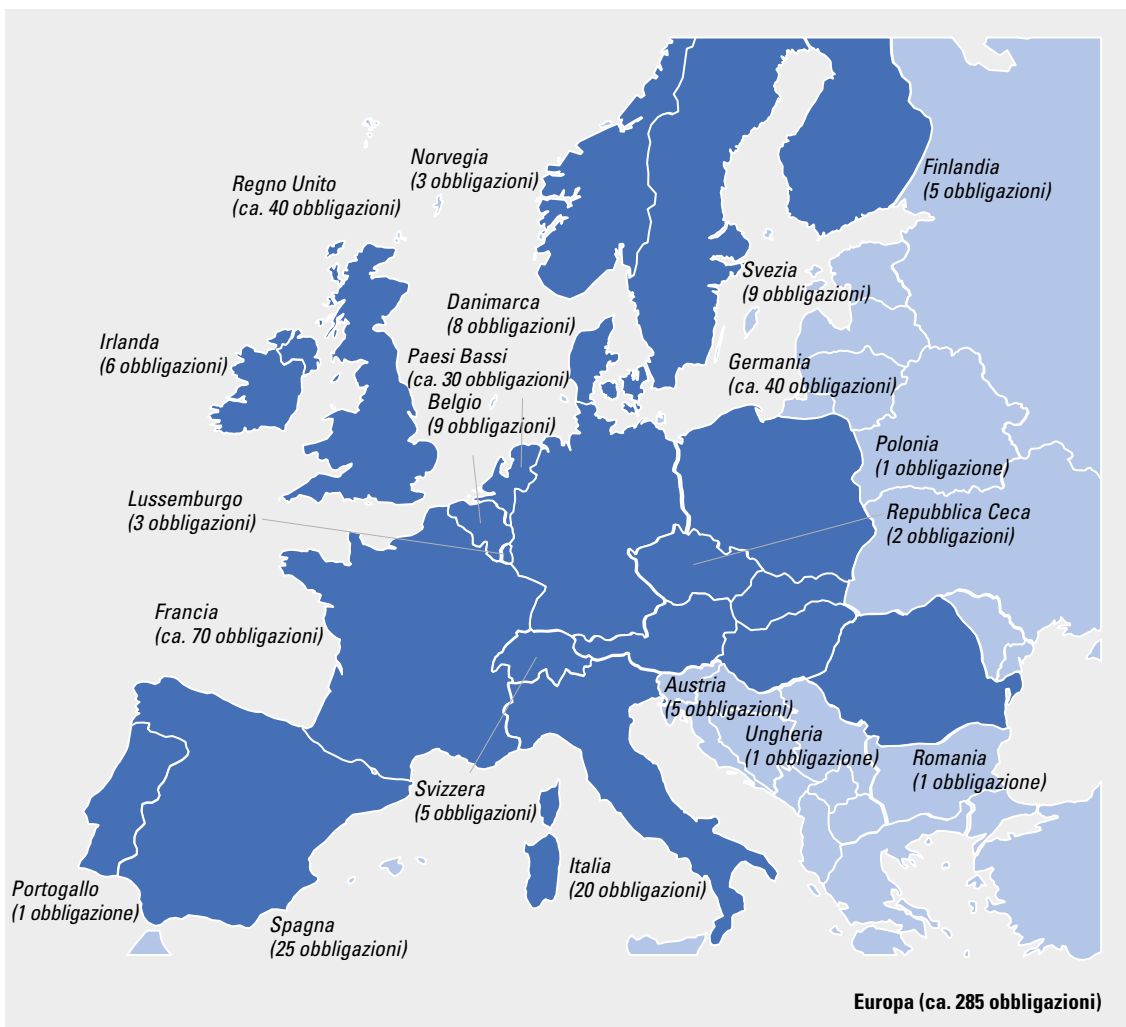 Norvegia
(3 obbligazioni)
Regno Unito
(ca. 40 obbligazioni)
Finlandia
(5 obbligazioni)
Svezia
(9 obbligazioni)
Danimarca
(8 obbligazioni)
Irlanda
(6 obbligazioni)
Paesi Bassi
(ca. 30 obbligazioni)
Germania
(ca. 40 obbligazioni)
Belgio
(9 obbligazioni)
Polonia
(1 obbligazione)
Lussemburgo
(3 obbligazioni)
Repubblica Ceca
(2 obbligazioni)
Francia
(ca. 70 obbligazioni)
Austria
(5 obbligazioni)
Ungheria
(1 obbligazione)
Romania
(1 obbligazione)
Svizzera
(5 obbligazioni)
Italia
(20 obbligazioni)
Portogallo
(1 obbligazione)
Spagna
(25 obbligazioni)
Europa (ca. 285 obbligazioni)